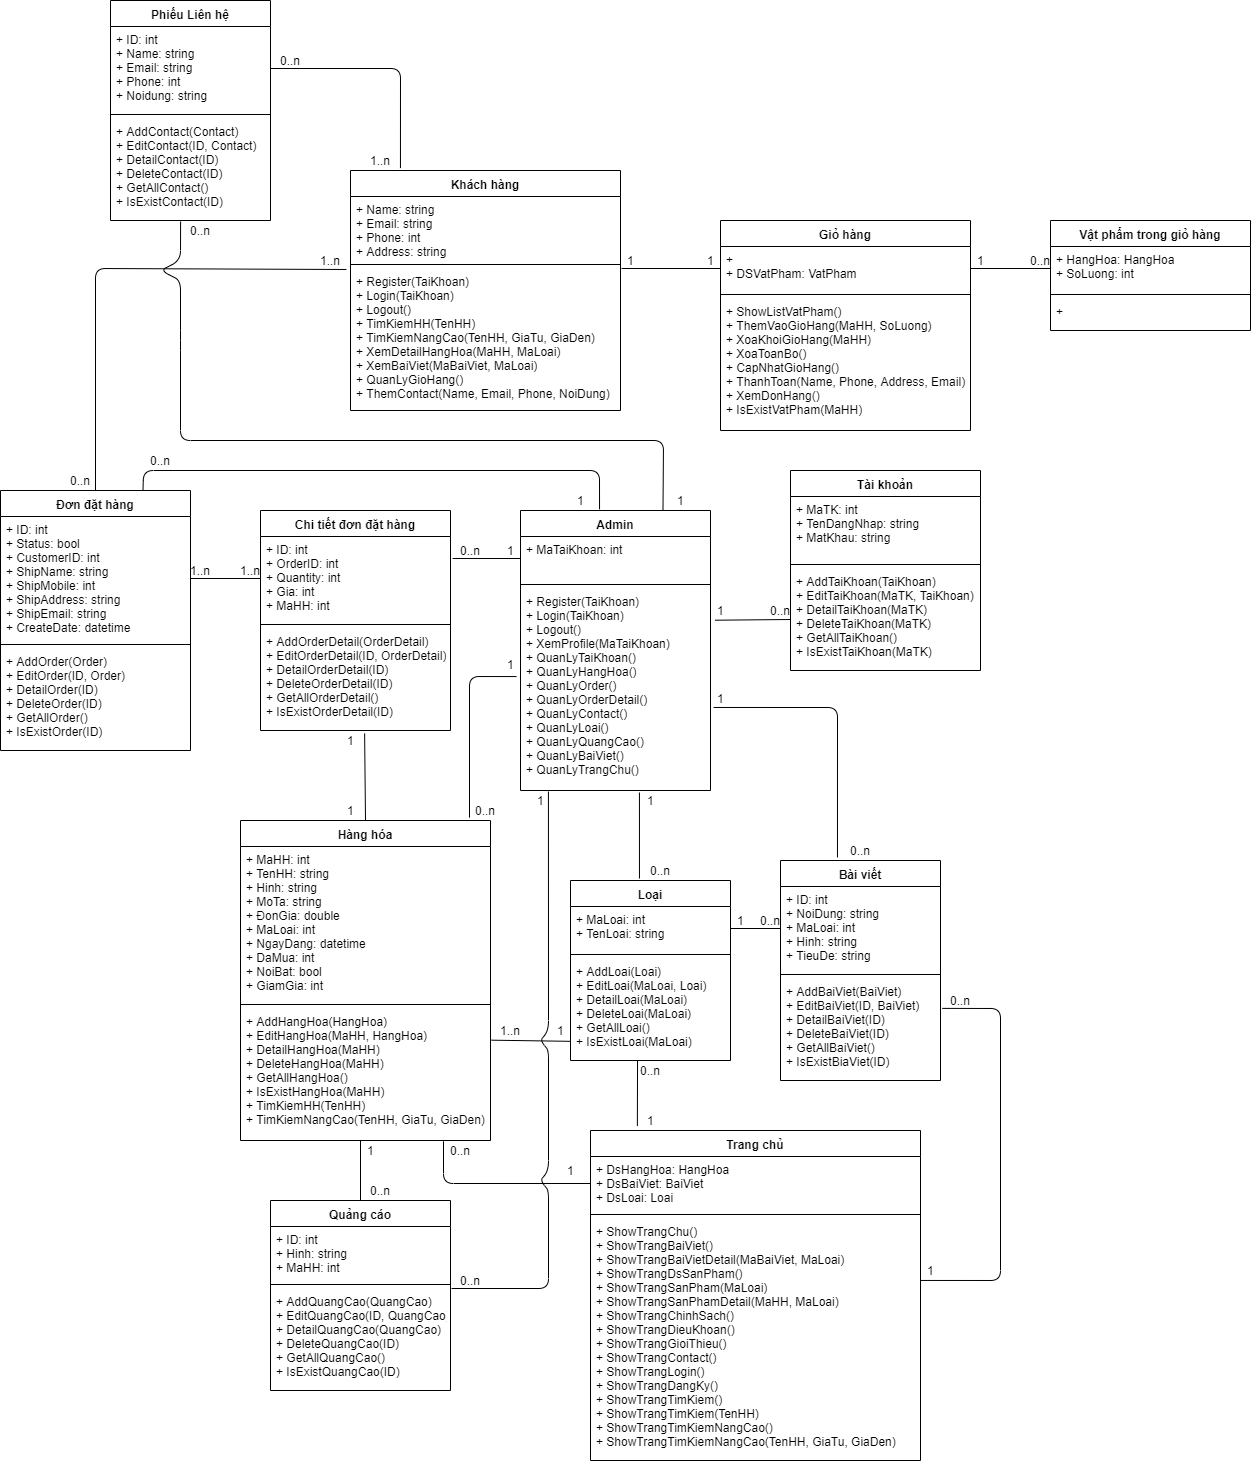 Phiếu Liên hệ
+ ID: int
+ Name: string
+ Email: string
+ Phone: int
+ Noidung: string
+ AddContact(Contact)
+ EditContact(ID, Contact)
+ DetailContact(ID)
+ DeleteContact(ID)
+ GetAllContact()
+ IsExistContact(ID)
0..n
1..n
0..n
Khách hàng
+ Name: string
+ Email: string
+ Phone: int
+ Address: string
+ Register(TaiKhoan)
+ Login(TaiKhoan)
+ Logout()
+ TimKiemHH(TenHH)
+ TimKiemNangCao(TenHH, GiaTu, GiaDen)
+ XemDetailHangHoa(MaHH, MaLoai)
+ XemBaiViet(MaBaiViet, MaLoai)
+ QuanLyGioHang()
+ ThemContact(Name, Email, Phone, NoiDung)
1..n
1
1
Giỏ hàng
+
+ DSVatPham: VatPham
+ ShowListVatPham()
+ ThemVaoGioHang(MaHH, SoLuong)
+ XoaKhoiGioHang(MaHH)
+ XoaToanBo()
+ CapNhatGioHang()
+ ThanhToan(Name, Phone, Address, Email)
+ XemDonHang()
+ IsExistVatPham(MaHH)
1
0..n
Vật phẩm trong giỏ hàng
+ HangHoa: HangHoa
+ SoLuong: int
+
0..n
0..n
1
1
Đơn đặt hàng
+ ID: int
+ Status: bool
+ CustomerID: int
+ ShipName: string
+ ShipMobile: int
+ ShipAddress: string
+ ShipEmail: string
+ CreateDate: datetime
+ AddOrder(Order)
+ EditOrder(ID, Order)
+ DetailOrder(ID)
+ DeleteOrder(ID)
+ GetAllOrder()
+ IsExistOrder(ID)
1..n
1..n
Chi tiết đơn đặt hàng
+ ID: int
+ OrderID: int
+ Quantity: int
+ Gia: int
+ MaHH: int
+ AddOrderDetail(OrderDetail)
+ EditOrderDetail(ID, OrderDetail)
+ DetailOrderDetail(ID)
+ DeleteOrderDetail(ID)
+ GetAllOrderDetail()
+ IsExistOrderDetail(ID)
0..n
1
Admin
+ MaTaiKhoan: int
+ Register(TaiKhoan)
+ Login(TaiKhoan)
+ Logout()
+ XemProfile(MaTaiKhoan)
+ QuanLyTaiKhoan()
+ QuanLyHangHoa()
+ QuanLyOrder()
+ QuanLyOrderDetail()
+ QuanLyContact()
+ QuanLyLoai()
+ QuanLyQuangCao()
+ QuanLyBaiViet()
+ QuanLyTrangChu()
1
0..n
Tài khoản
+ MaTK: int
+ TenDangNhap: string
+ MatKhau: string
+ AddTaiKhoan(TaiKhoan)
+ EditTaiKhoan(MaTK, TaiKhoan)
+ DetailTaiKhoan(MaTK)
+ DeleteTaiKhoan(MaTK)
+ GetAllTaiKhoan()
+ IsExistTaiKhoan(MaTK)
1
1
1
1
0..n
1
1
0..n
0..n
Hàng hóa
+ MaHH: int
+ TenHH: string
+ Hinh: string
+ MoTa: string
+ ĐonGia: double
+ MaLoai: int
+ NgayDang: datetime
+ DaMua: int
+ NoiBat: bool
+ GiamGia: int
+ AddHangHoa(HangHoa)
+ EditHangHoa(MaHH, HangHoa)
+ DetailHangHoa(MaHH)
+ DeleteHangHoa(MaHH)
+ GetAllHangHoa()
+ IsExistHangHoa(MaHH)
+ TimKiemHH(TenHH)
+ TimKiemNangCao(TenHH, GiaTu, GiaDen)
1..n
1
Loại
+ MaLoai: int
+ TenLoai: string
+ AddLoai(Loai)
+ EditLoai(MaLoai, Loai)
+ DetailLoai(MaLoai)
+ DeleteLoai(MaLoai)
+ GetAllLoai()
+ IsExistLoai(MaLoai)
1
0..n
Bài viết
+ ID: int
+ NoiDung: string
+ MaLoai: int
+ Hinh: string
+ TieuDe: string
+ AddBaiViet(BaiViet)
+ EditBaiViet(ID, BaiViet)
+ DetailBaiViet(ID)
+ DeleteBaiViet(ID)
+ GetAllBaiViet()
+ IsExistBiaViet(ID)
0..n
0..n
1
1
0..n
1
0..n
Quảng cáo
+ ID: int
+ Hinh: string
+ MaHH: int
+ AddQuangCao(QuangCao)
+ EditQuangCao(ID, QuangCao
+ DetailQuangCao(QuangCao)
+ DeleteQuangCao(ID)
+ GetAllQuangCao()
+ IsExistQuangCao(ID)
0..n
Trang chủ
+ DsHangHoa: HangHoa
+ DsBaiViet: BaiViet
+ DsLoai: Loai
+ ShowTrangChu()
+ ShowTrangBaiViet()
+ ShowTrangBaiVietDetail(MaBaiViet, MaLoai)
+ ShowTrangDsSanPham()
+ ShowTrangSanPham(MaLoai)
+ ShowTrangSanPhamDetail(MaHH, MaLoai)
+ ShowTrangChinhSach()
+ ShowTrangDieuKhoan()
+ ShowTrangGioiThieu()
+ ShowTrangContact()
+ ShowTrangLogin()
+ ShowTrangDangKy()
+ ShowTrangTimKiem()
+ ShowTrangTimKiem(TenHH)
+ ShowTrangTimKiemNangCao()
+ ShowTrangTimKiemNangCao(TenHH, GiaTu, GiaDen)
1